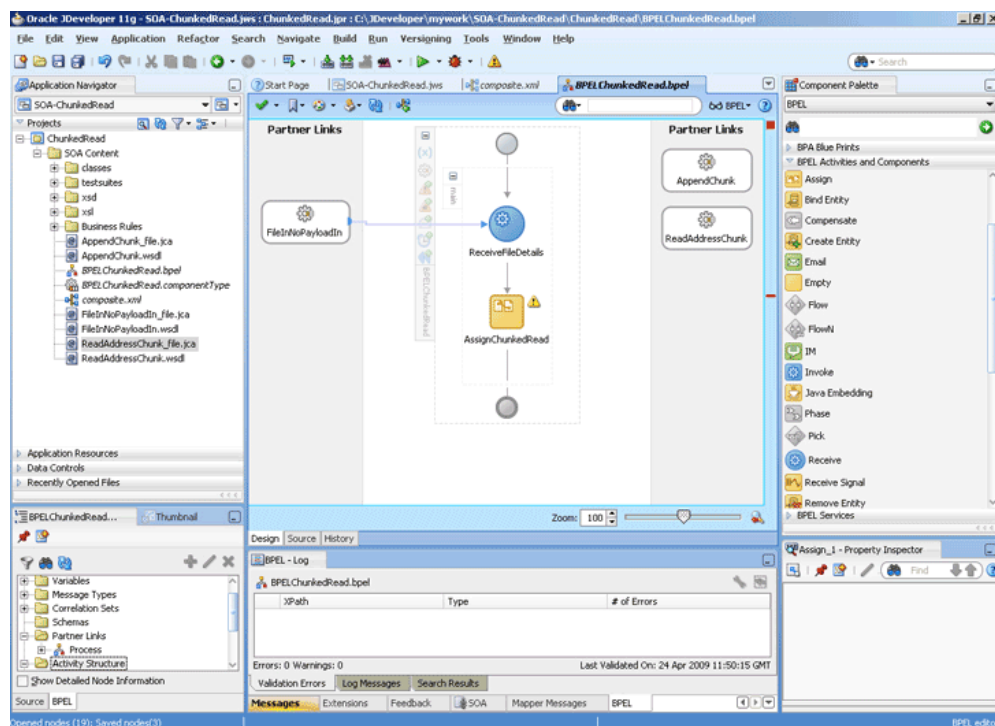 Oracle JDeveloper 11g - SOA-ChunkedRead.jws : ChunkedRead.jpr : C:\JDeveloper\mywork\SOA-ChunkedRead\ChunkedRead\BPELChunkedRead.bpel
File Edit View Application Refactor Search Navigate Build Run Versioning Tools Window Help
Search
Application Navigator
SOA-ChunkedRead
Projects
ChunkedRead
SOA Content
classes
testsuites
xsd
xsl
Business Rules
AppendChunk_file.jca
AppendChunk.wsdl
BPELChunkedRead.bpel
BPELChunkedRead.componentType
composite.xml
FileInNoPayloadIn_file.jca
FileInNoPayloadIn.wsdl
ReadAddressChunk_file.jca
ReadAddressChunk.wsdl
Application Resources
Data Controls
Recently Opened Files
BPELChunkedRead... Thumbnail
Variables
Message Types
Correlation Sets
Schemas
Partner Links
Process
Activity Structure
Show Detailed Node Information
Source BPEL
Start Page SOA-ChunkedRead.jws composite.xml BPELChunkedRead.bpel
BPEL
Partner Links
FileInNoPayloadIn
main
BPELChunkedRead
ReceiveFileDetails
AssignChunkedRead
Partner Links
AppendChunk
ReadAddressChunk
Zoom: 100
Design Source History
BPEL - Log
BPELChunkedRead.bpel
XPath Type # of Errors
Errors: 0 Warnings: 0 Last Validated On: 24 Apr 2009 11:50:15 GMT
Validation Errors Log Messages Search Results
Messages Extensions Feedback SOA Mapper Messages BPEL
Component Palette
BPEL
BPA Blue Prints
BPEL Activities and Components
Assign
Bind Entity
Compensate
Create Entity
Email
Empty
Flow
FlowN
IM
Invoke
Java Embedding
Phase
Pick
Receive
Receive Signal
Remove Entity
BPEL Services
Assign_1 - Property Inspector
Find
Opened nodes (19); Saved nodes(3) BPEL edito